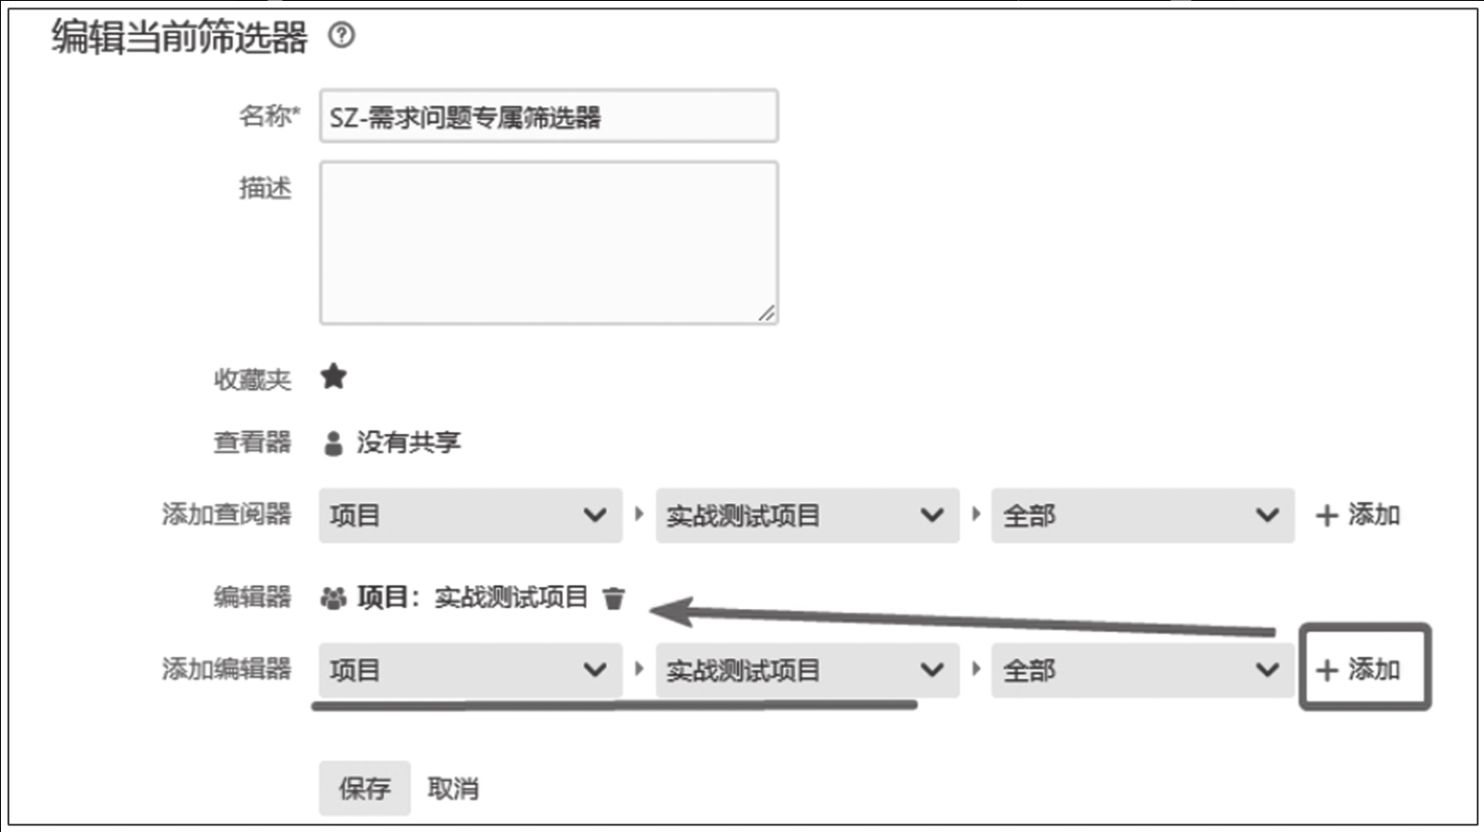 编辑当前筛选器 ?
名称* SZ-需求问题专属筛选器
描述
收藏夹
查看器 没有共享
添加查阅器 项目 实战测试项目 全部 + 添加
编辑器 项目：实战测试项目
添加编辑器 项目 实战测试项目 全部 + 添加
保存 取消